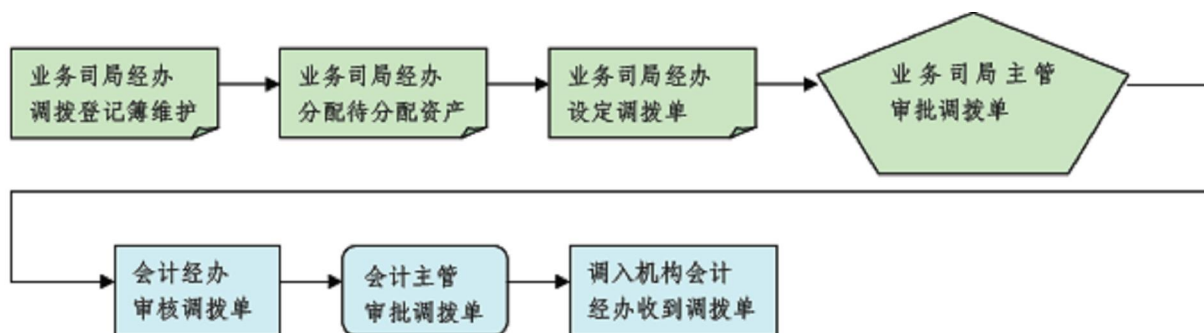 业务司局经办
调拨登记簿维护
业务司局经办
分配待分配资产
业务司局经办
设定调拨单
业务司局主管
审批调拨单
会计经办
审核调拨单
会计主管
审批调拨单
调入机构会计
经办收到调拨单